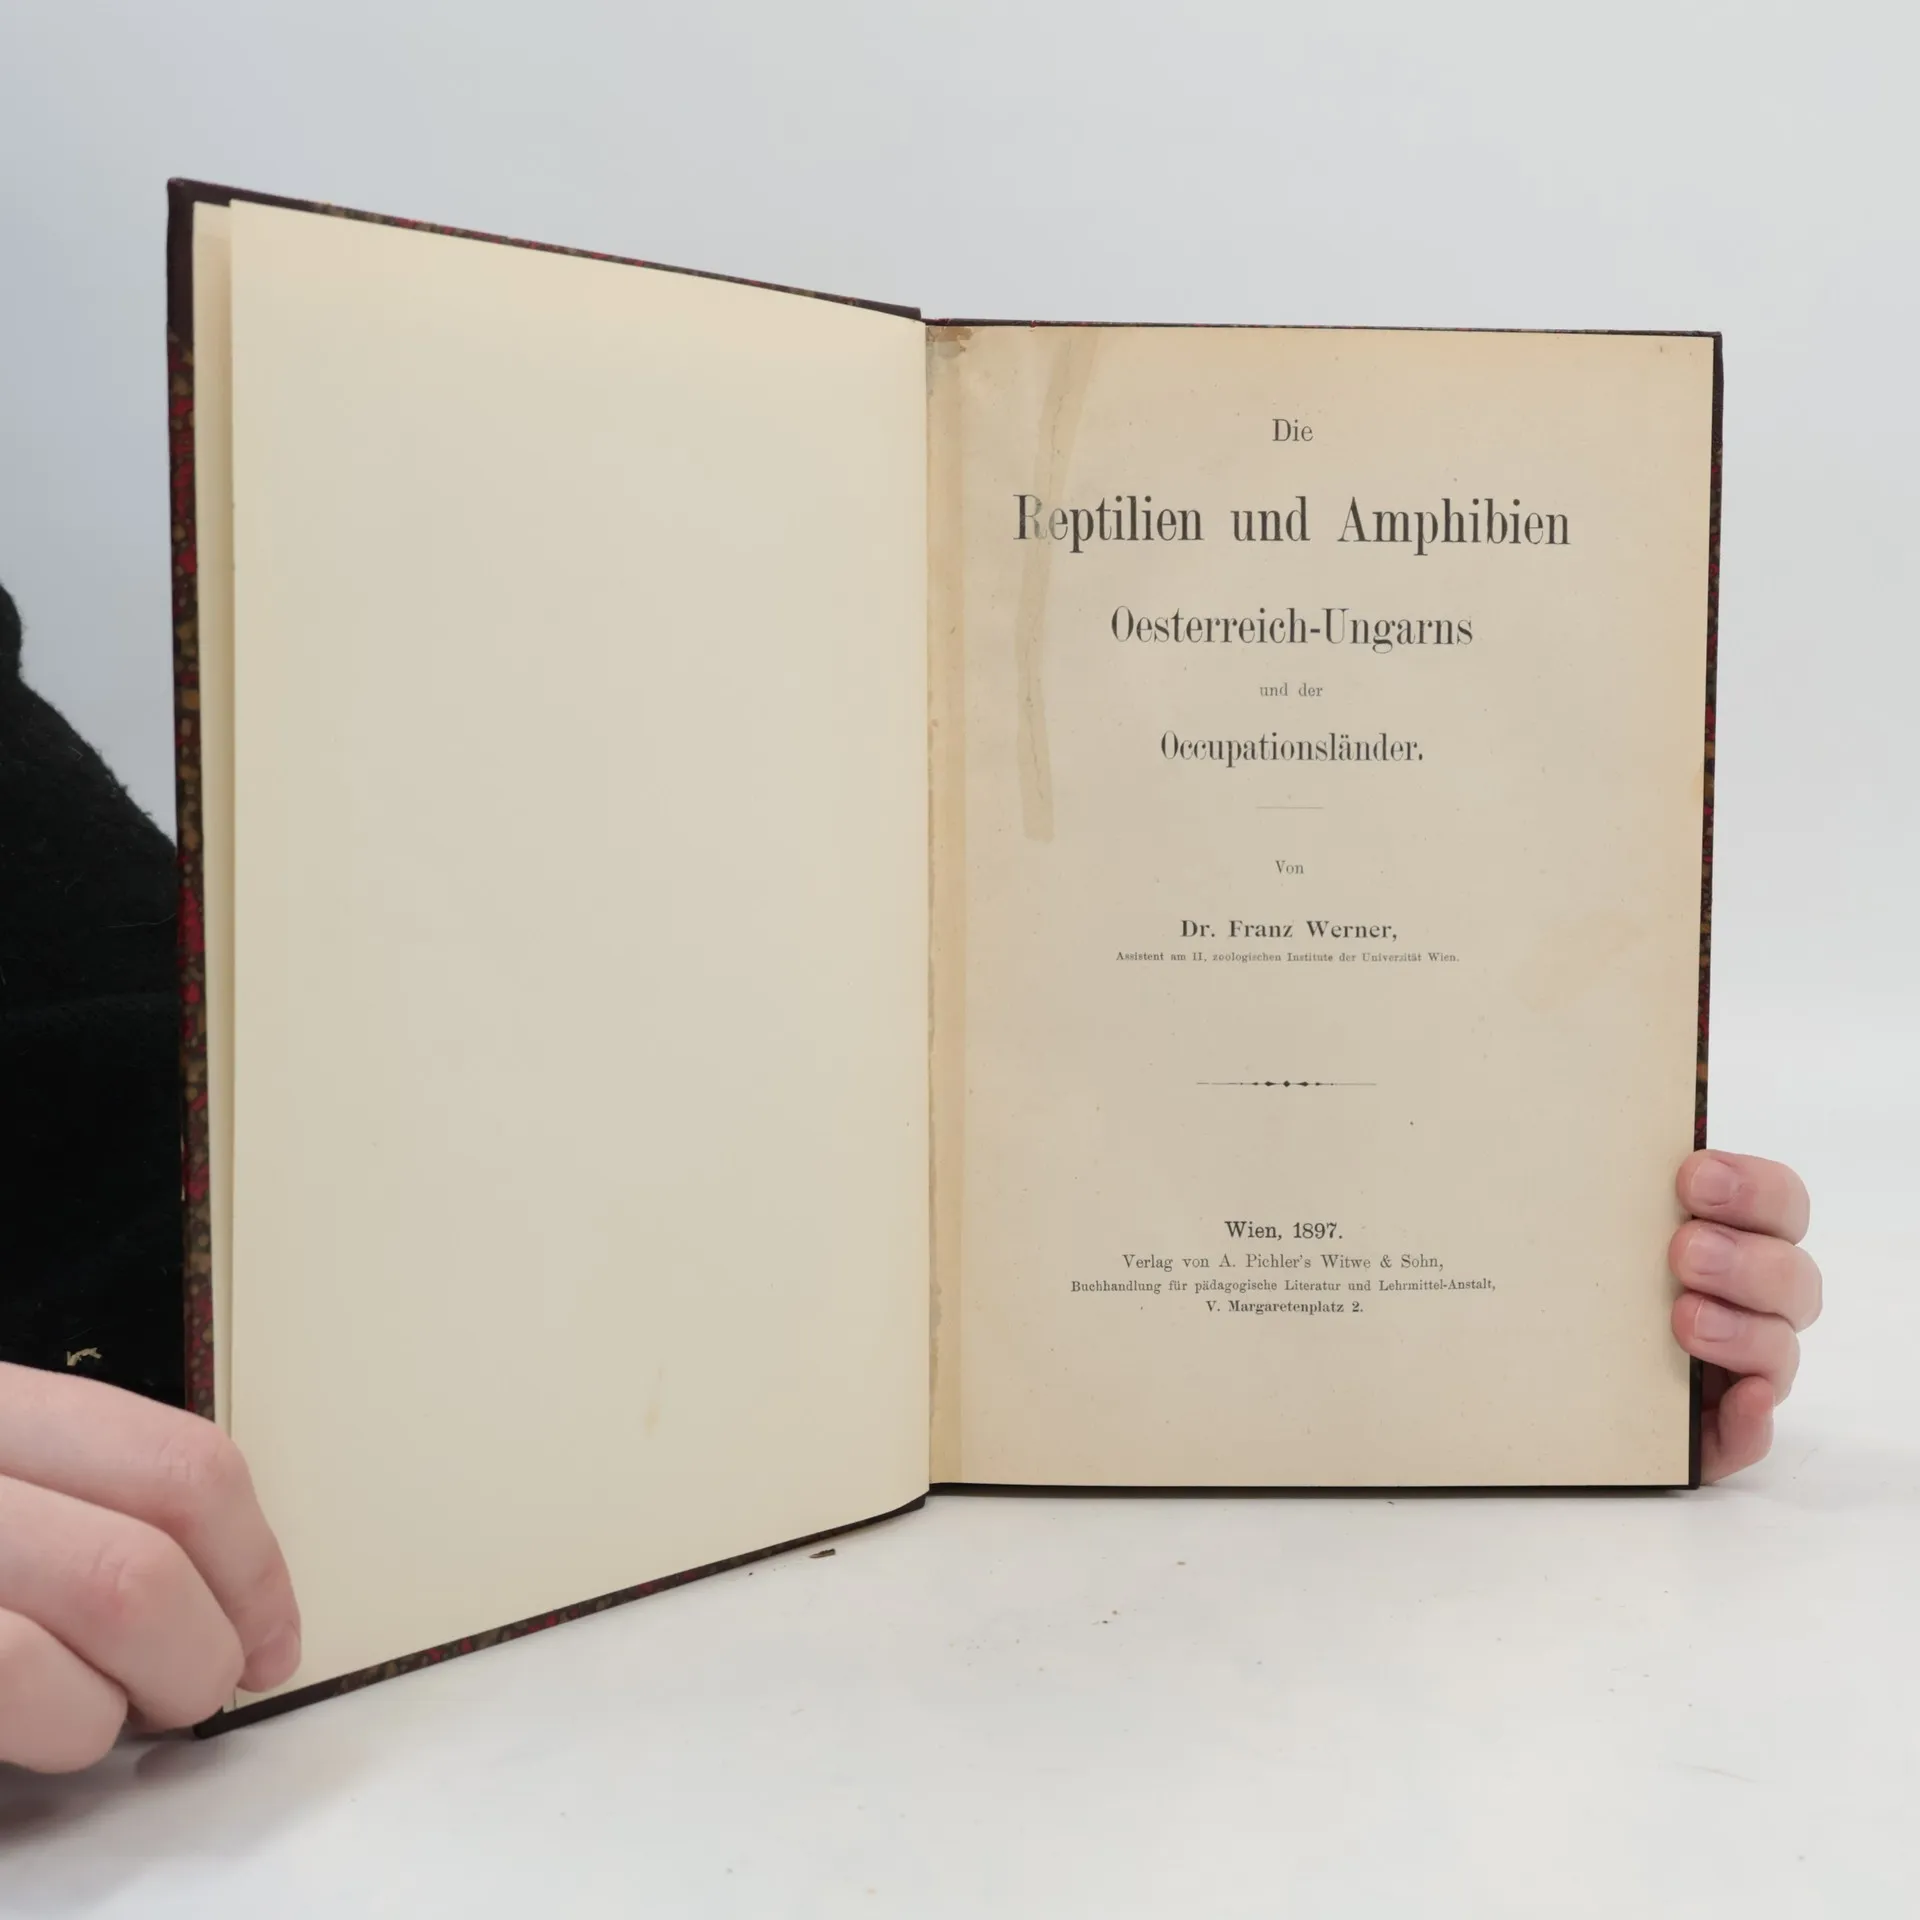 Die
Reptilien und Amphibien
Oesterreich-Ungarns
und der
Occupationsländer.
Von
Dr. Franz Werner,
Assistent am II, zoologischen Institute der Universität Wien.
Wien, 1897.
Verlag von A. Pichler's Witwe & Sohn,
Buchhandlung für pädagogische Literatur und Lehrmittel-Anstalt,
V. Margaretenplatz 2.